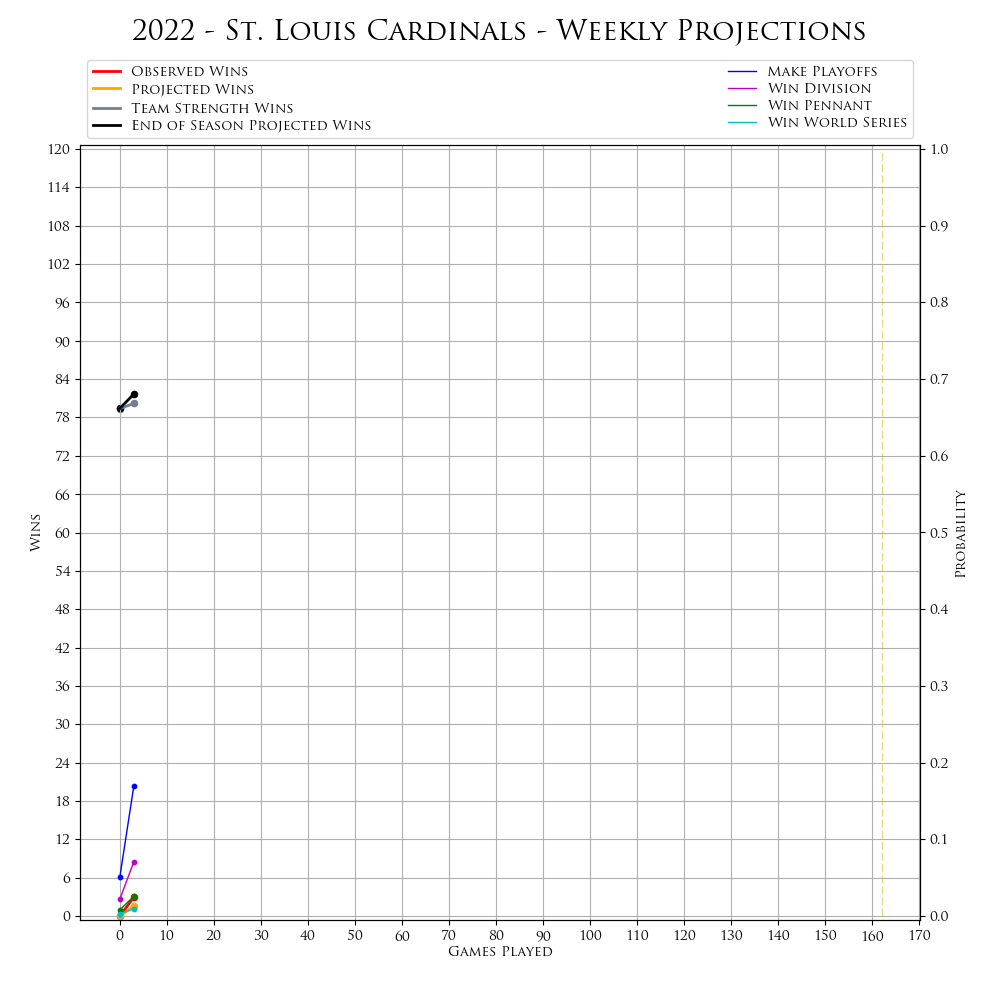 2022 - St. Louis Cardinals - Weekly Projections
Observed Wins
Projected Wins
Team Strength Wins
End of Season Projected Wins
Make Playoffs
Win Division
Win Pennant
Win World Series
120
114
108
102
96
90
84
78
72
66
60
54
48
42
36
30
24
18
12
6
0
Wins
1.0
0.9
0.8
0.7
0.6
0.5
0.4
0.3
0.2
0.1
0.0
Probability
0 10 20 30 40 50 60 70 80 90 100 110 120 130 140 150 160 170
Games Played